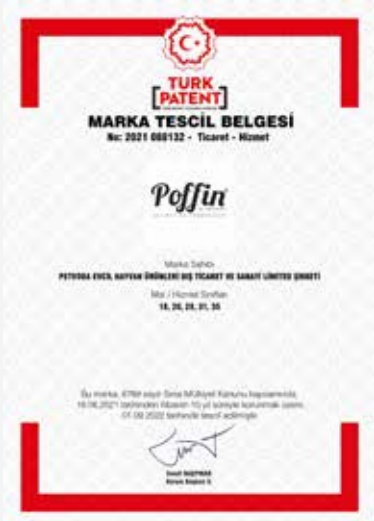 TÜRK
PATENT
MARKA TESCİL BELGESİ
No: 2021 088132 - Ticaret - Hizmet
Poffin
Marka Sahibi
EVCİL HAYVAN ÜRÜNLERİ DIŞ TİCARET VE SANAYİ LİMİTED ŞİRKETİ
Mal / Hizmet Sınıfları
18, 20, 28, 31, 35
Bu marka, 6769 sayılı Sınai Mülkiyet Kanunu kapsamında,
2021 tarihinden itibaren 10 yıl süreyle korunmak üzere,
2022 tarihinde tescil edilmiştir.